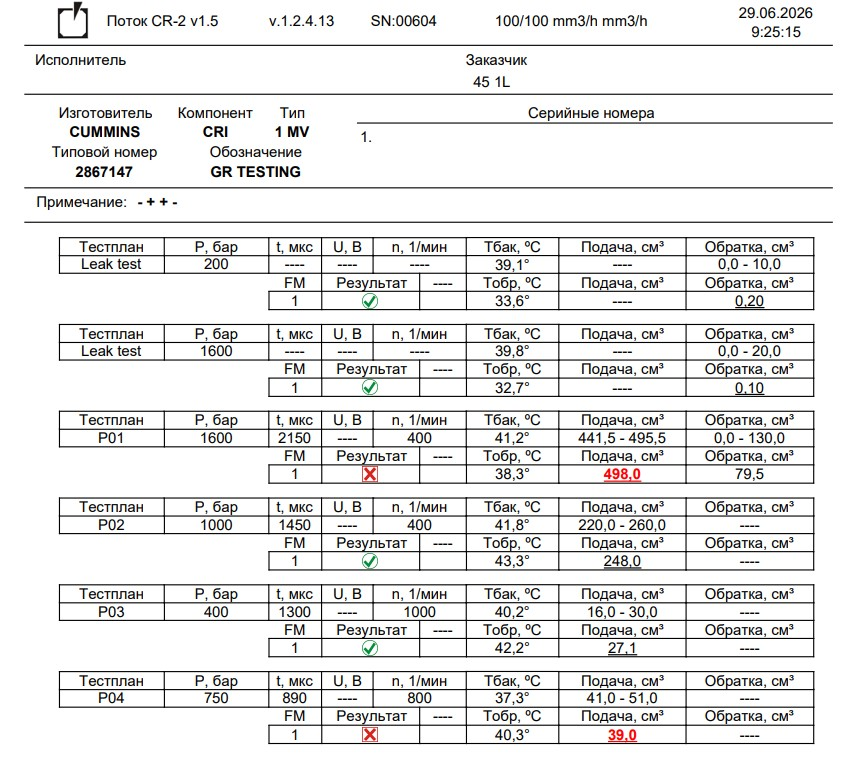 Поток CR-2 v1.5 v.1.2.4.13 SN:00604 100/100 mm3/h mm3/h 29.06.2026
9:25:15
Исполнитель Заказчик
45 1L
Изготовитель Компонент Тип Серийные номера
CUMMINS CRI 1 MV
1.
Типовой номер Обозначение
2867147 GR TESTING
Примечание: - + + -
Тестплан P, бар t, мкс U, В n, 1/мин Tбак, ºC Подача, см³ Обратка, см³
Leak test 200 ---- ---- ---- 39,1° ---- 0,0 - 10,0
FM Результат ---- Тобр, ºC Подача, см³ Обратка, см³
1 33,6° ---- 0,20
Тестплан P, бар t, мкс U, В n, 1/мин Tбак, ºC Подача, см³ Обратка, см³
Leak test 1600 ---- ---- ---- 39,8° ---- 0,0 - 20,0
FM Результат ---- Тобр, ºC Подача, см³ Обратка, см³
1 32,7° ---- 0,10
Тестплан P, бар t, мкс U, В n, 1/мин Tбак, ºC Подача, см³ Обратка, см³
P01 1600 2150 ---- 400 41,2° 441,5 - 495,5 0,0 - 130,0
FM Результат ---- Тобр, ºC Подача, см³ Обратка, см³
1 38,3° 498,0 79,5
Тестплан P, бар t, мкс U, В n, 1/мин Tбак, ºC Подача, см³ Обратка, см³
P02 1000 1450 ---- 400 41,8° 220,0 - 260,0 ----
FM Результат ---- Тобр, ºC Подача, см³ Обратка, см³
1 43,3° 248,0 ----
Тестплан P, бар t, мкс U, В n, 1/мин Tбак, ºC Подача, см³ Обратка, см³
P03 400 1300 ---- 1000 40,2° 16,0 - 30,0 ----
FM Результат ---- Тобр, ºC Подача, см³ Обратка, см³
1 42,2° 27,1 ----
Тестплан P, бар t, мкс U, В n, 1/мин Tбак, ºC Подача, см³ Обратка, см³
P04 750 890 ---- 800 37,3° 41,0 - 51,0 ----
FM Результат ---- Тобр, ºC Подача, см³ Обратка, см³
1 40,3° 39,0 ----